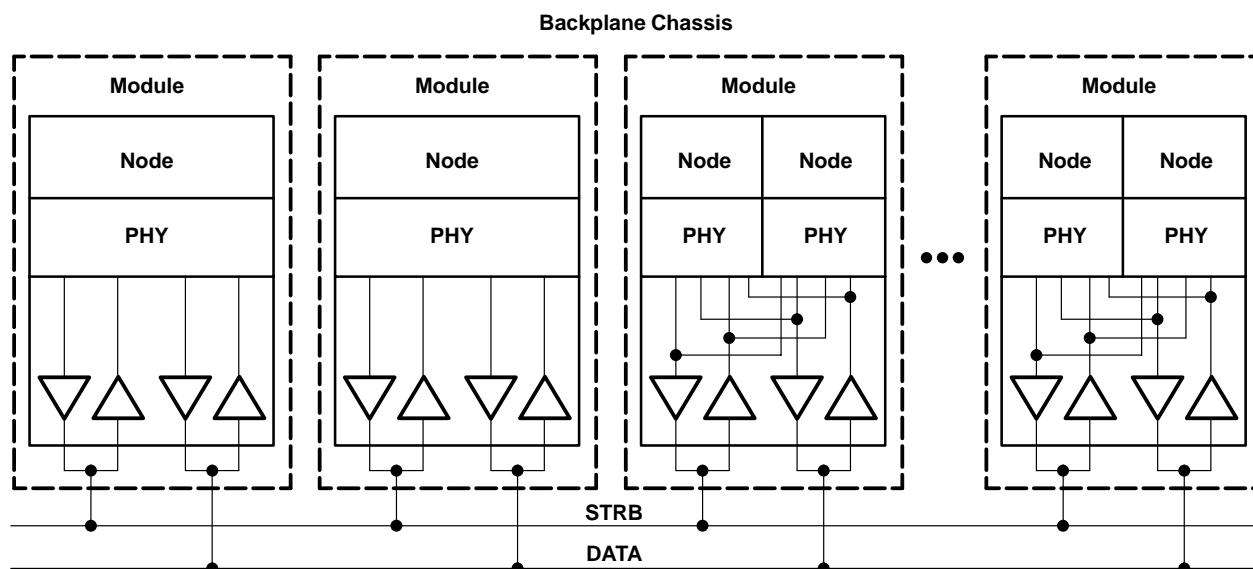 Backplane Chassis
Module
Module
Module
Module
Node
Node
Node
Node
Node
Node
PHY
PHY
PHY
PHY
PHY
PHY
STRB
DATA